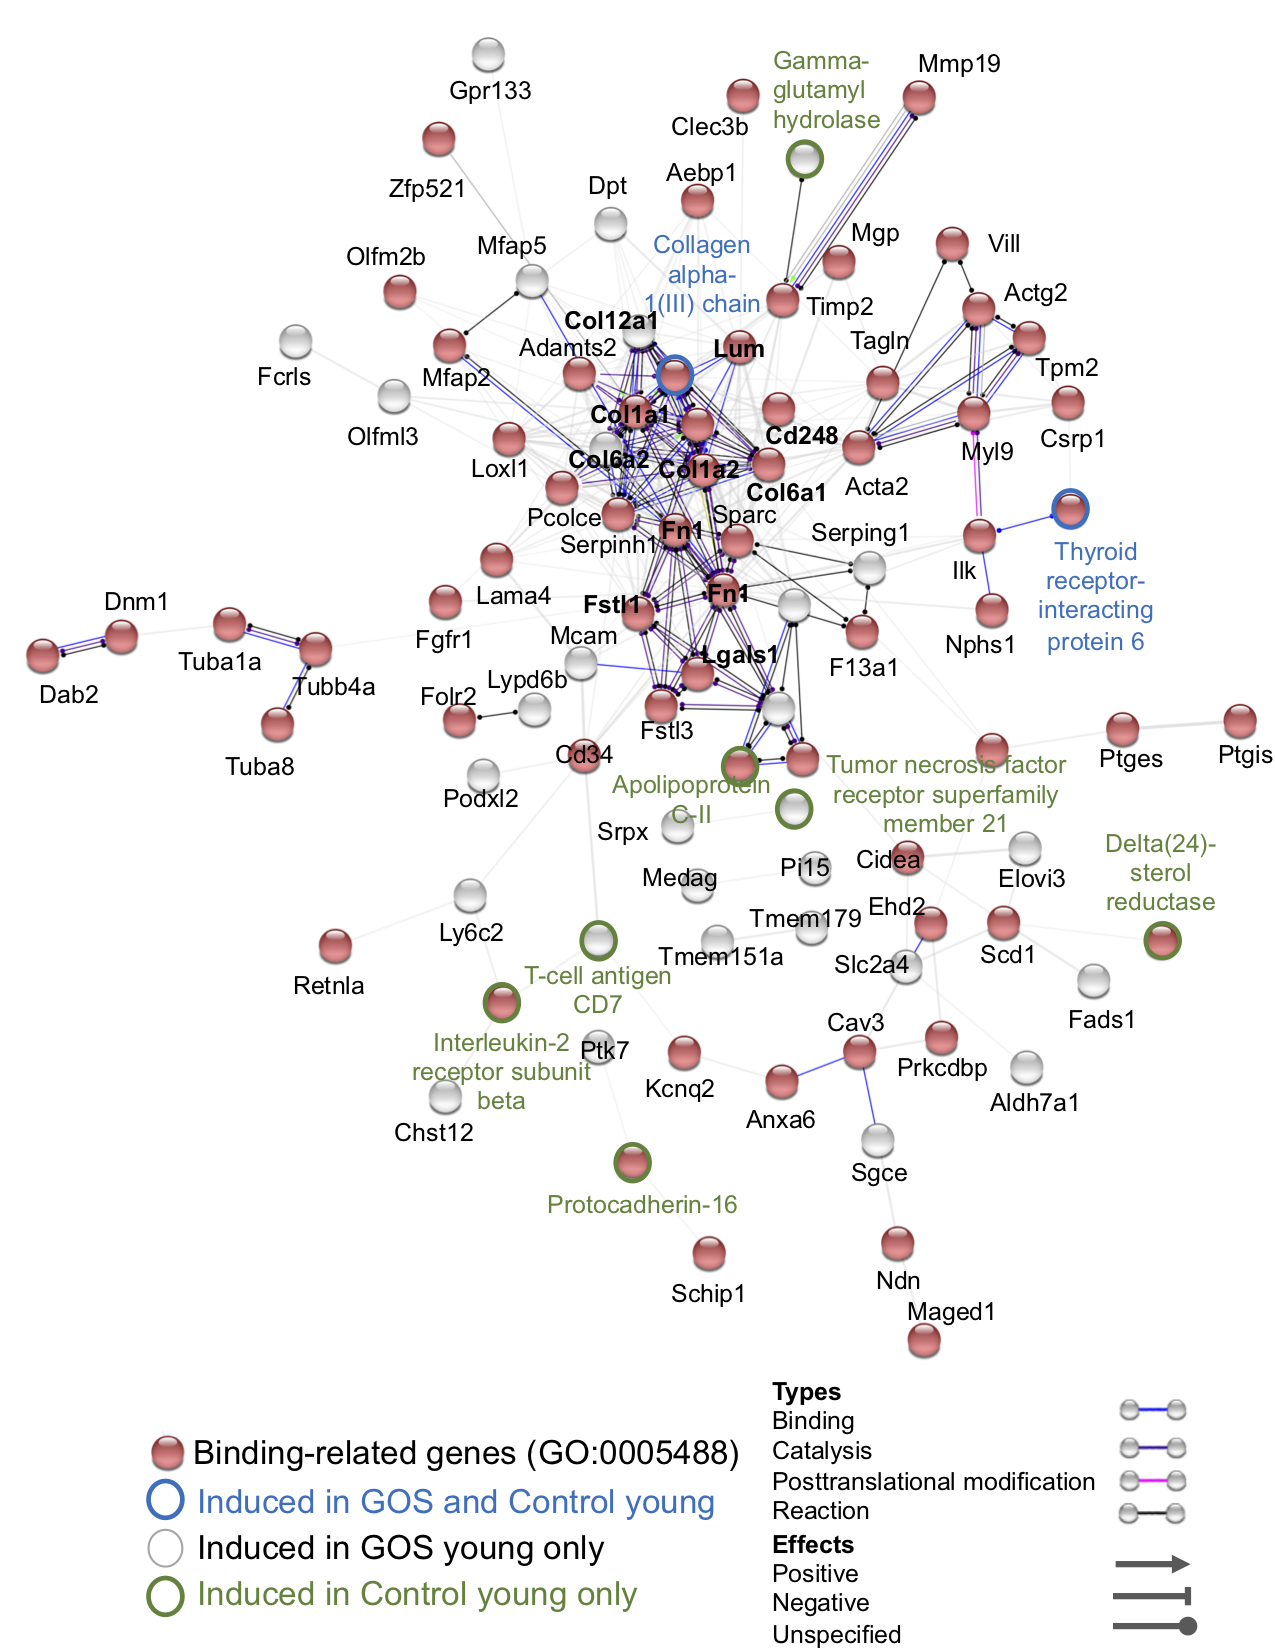 Gpr133
Zfp521
Clec3b
Gamma-
glutamyl
hydrolase
Mmp19
Aebp1
Dpt
Mfap5
Olfm2b
Collagen
alpha-
1(III) chain
Mgp
Vill
Timp2
Actg2
Col12a1
Adamts2
Lum
Tagln
Tpm2
Fcrls
Mfap2
Olfml3
Col1a1
Cd248
Csrp1
Loxl1
Col6a2
Col1a2
Myl9
Col6a1
Acta2
Pcolce
Sparc
Serpinh1
Fn1
Serping1
Thyroid
receptor-
interacting
protein 6
Ilk
Lama4
Fn1
Dnm1
Fstl1
Fgfr1
Mcam
Nphs1
Tuba1a
Lgals1
F13a1
Dab2
Tubb4a
Lypd6b
Folr2
Fstl3
Tuba8
Cd34
Ptges
Ptgis
Apolipoprotein
C-II
Tumor necrosis factor
receptor superfamily
member 21
Podxl2
Srpx
Delta(24)-
sterol
reductase
Medag
Pi15
Cidea
Elovi3
Ehd2
Ly6c2
Tmem179
Tmem151a
Slc2a4
Scd1
Retnla
T-cell antigen
CD7
Fads1
Interleukin-2
receptor subunit
beta
Ptk7
Cav3
Kcnq2
Prkcdbp
Anxa6
Aldh7a1
Chst12
Sgce
Protocadherin-16
Schip1
Ndn
Maged1
Binding-related genes (GO:0005488)
Induced in GOS and Control young
Induced in GOS young only
Induced in Control young only
Types
Binding
Catalysis
Posttranslational modification
Reaction
Effects
Positive
Negative
Unspecified